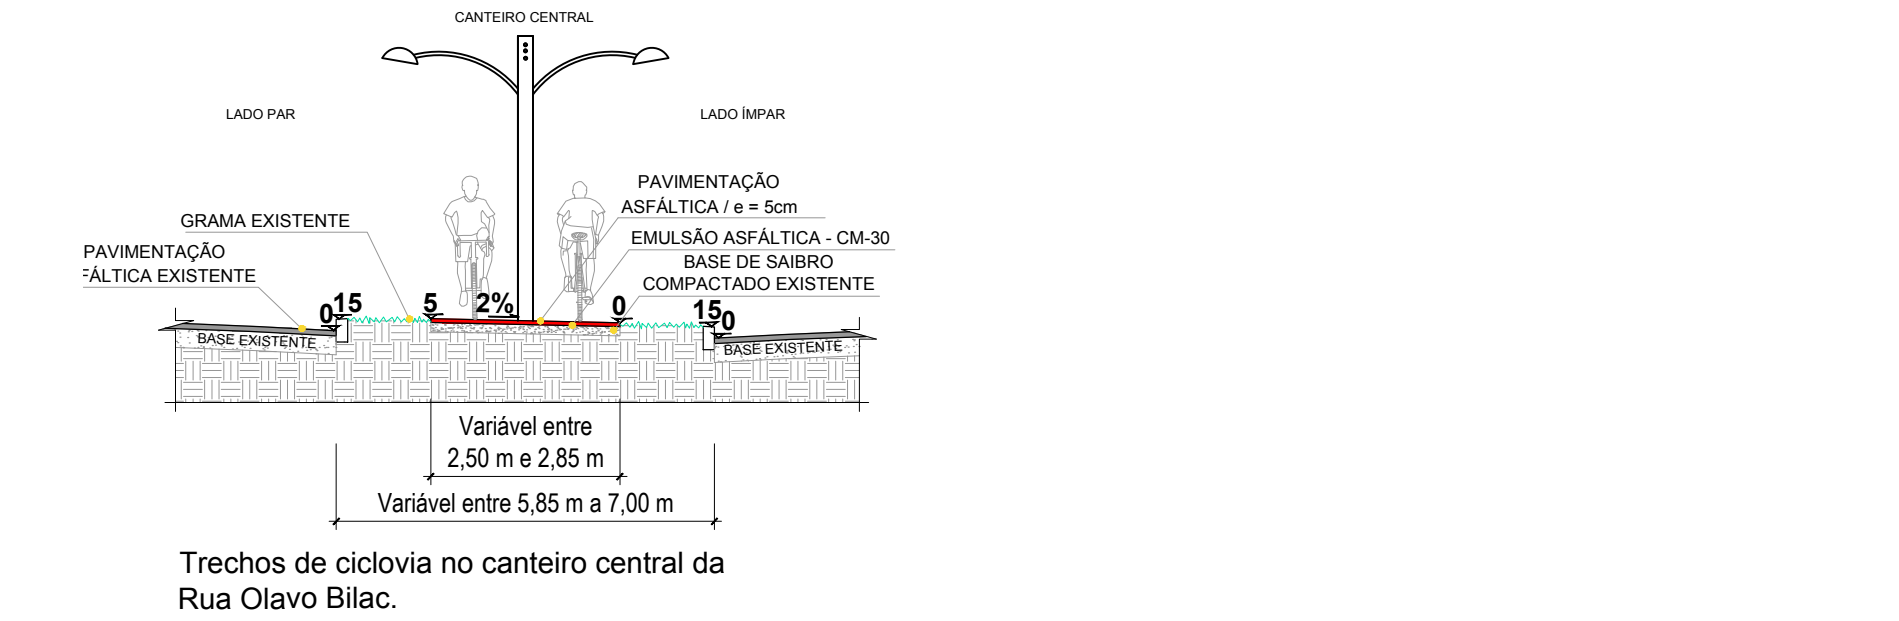 CANTEIRO CENTRAL
LADO PAR
LADO ÍMPAR
PAVIMENTAÇÃO
ASFÁLTICA / e = 5cm
GRAMA EXISTENTE
EMULSÃO ASFÁLTICA - CM-30
PAVIMENTAÇÃO
FÁLTICA EXISTENTE
BASE DE SAIBRO
COMPACTADO EXISTENTE
0 15 5 2% 0 15 0
BASE EXISTENTE
BASE EXISTENTE
Variável entre
2,50 m e 2,85 m
Variável entre 5,85 m a 7,00 m
Trechos de ciclovia no canteiro central da
Rua Olavo Bilac.